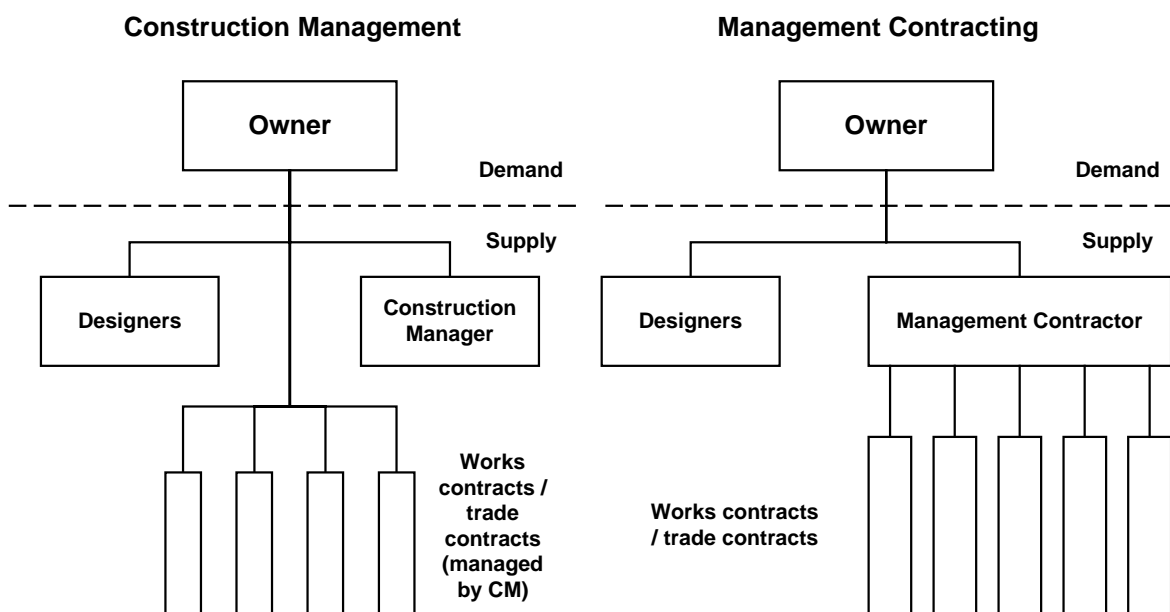 Construction Management
Owner
Demand
Supply
Designers
Construction
Manager
Works
contracts /
trade
contracts
(managed
by CM)
Management Contracting
Owner
Demand
Supply
Designers
Management Contractor
Works contracts
/ trade contracts